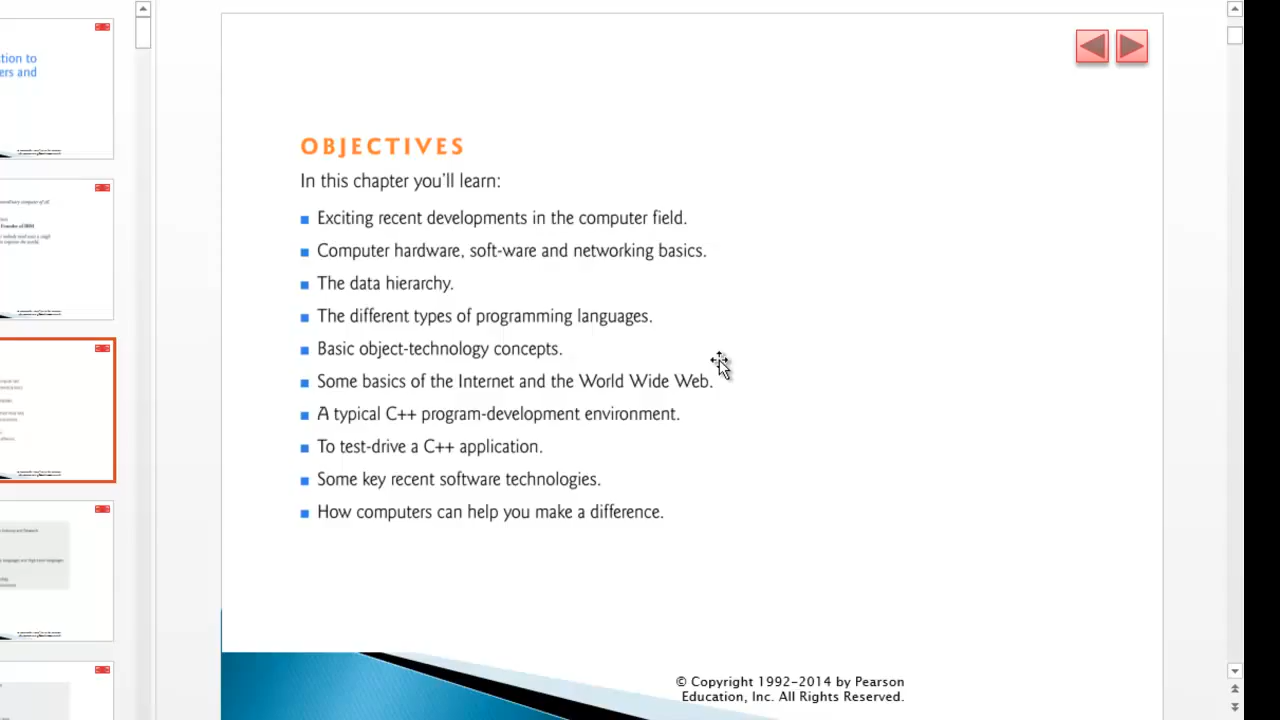 tion to
ers and
OBJECTIVES
In this chapter you'll learn:
Exciting recent developments in the computer field.
Computer hardware, soft-ware and networking basics.
The data hierarchy.
The different types of programming languages.
Basic object-technology concepts.
Some basics of the Internet and the World Wide Web.
A typical C++ program-development environment.
To test-drive a C++ application.
Some key recent software technologies.
How computers can help you make a difference.
© Copyright 1992-2014 by Pearson
Education, Inc. All Rights Reserved.